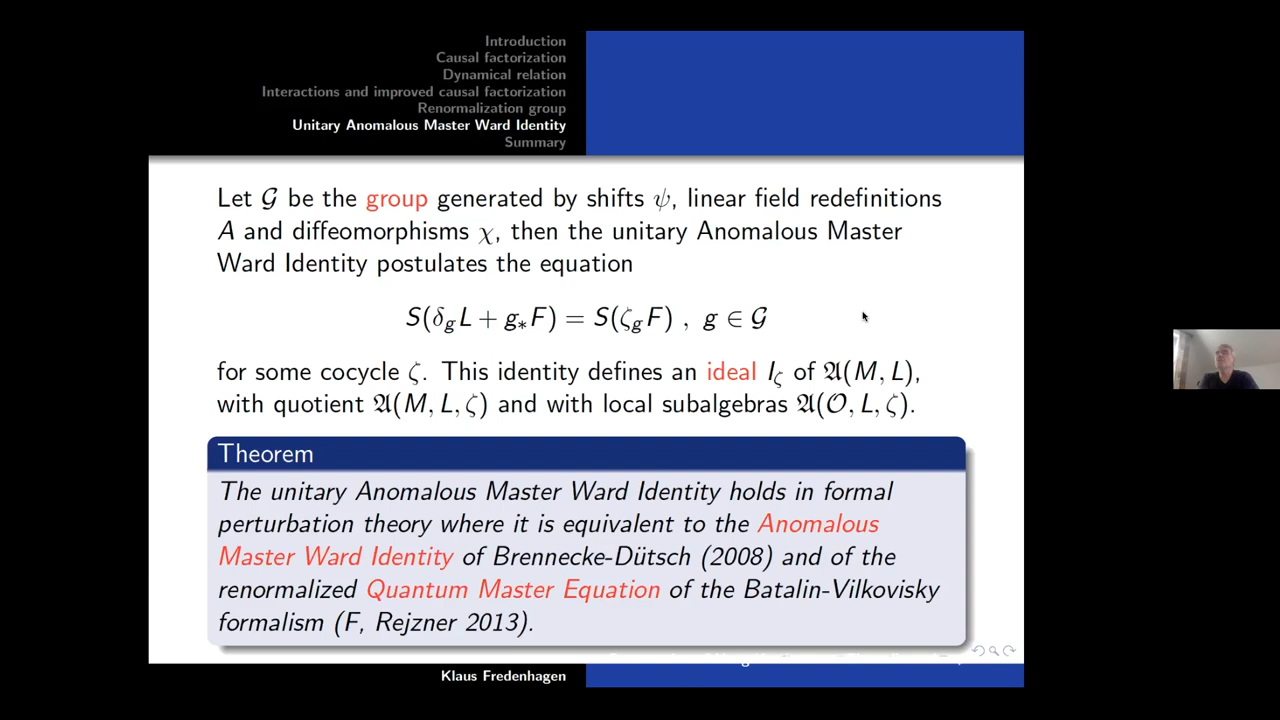 Introduction
Causal factorization
Dynamical relation
Interactions and improved causal factorization
Renormalization group
Unitary Anomalous Master Ward Identity
Summary
Let 𝒢 be the group generated by shifts ψ, linear field redefinitions
A and diffeomorphisms χ, then the unitary Anomalous Master
Ward Identity postulates the equation
S(δ_g L + g_* F) = S(ζ_g F) , g ∈ 𝒢
for some cocycle ζ. This identity defines an ideal I_ζ of 𝔄(M, L),
with quotient 𝔄(M, L, ζ) and with local subalgebras 𝔄(𝒪, L, ζ).
Theorem
The unitary Anomalous Master Ward Identity holds in formal
perturbation theory where it is equivalent to the Anomalous
Master Ward Identity of Brennecke-Dütsch (2008) and of the
renormalized Quantum Master Equation of the Batalin-Vilkovisky
formalism (F, Rejzner 2013).
Klaus Fredenhagen